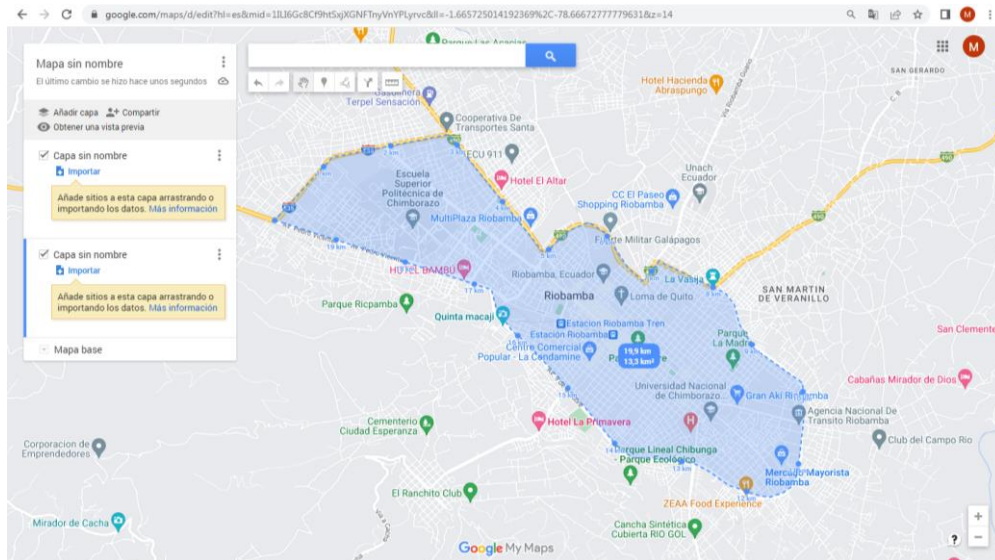 google.com/maps/d/edit?hl=es&mid=1lLJ6Gc8Cf9htSxjXGNFTnyVnYPLyrvc&ll=-1.665725014192369%2C-78.66672777779631&z=14
M
Mapa sin nombre
El último cambio se hizo hace unos segundos
Añadir capa
Compartir
Obtener una vista previa
Capa sin nombre
Importar
Añade sitios a esta capa arrastrando o
importando los datos. Más información
Capa sin nombre
Importar
Añade sitios a esta capa arrastrando o
importando los datos. Más información
Mapa base
Parque Las Acacias
M
SAN GERARDO
Hotel Hacienda
Abraspungo
Gasolinera
Terpel Sensación
Cooperativa De
Transportes Santa
ECU 911
Unach
Ecuador
Escuela
Superior
Politécnica de
Chimborazo
Hotel El Altar
CC El Paseo
Shopping Riobamba
MultiPlaza Riobamba
Fuerte Militar Galápagos
HOTEL BAMBU
Riobamba, Ecuador
La Vasija
Riobamba
Loma de Quito
SAN MARTIN
DE VERANILLO
Parque Ricpamba
Quinta macají
Estacion Riobamba Tren
Estación Riobamba
San Clemente
Centro Comercial
Popular - La Condamine
Parque
La Madre
19,9 km
13,3 km²
Cabañas Mirador de Dios
Universidad Nacional
de Chimborazo...
Gran Aki Riobamba
Agencia Nacional De
Transito Riobamba
Cementerio
Ciudad Esperanza
Hotel La Primavera
Club del Campo Rio
Corporacion de
Emprendedores
Parque Lineal Chibunga
- Parque Ecológico
Mercado Mayorista
Riobamba
El Ranchito Club
ZEAA Food Experience
Mirador de Cacha
Cancha Sintética
Cubierta RIO GOL
Google My Maps